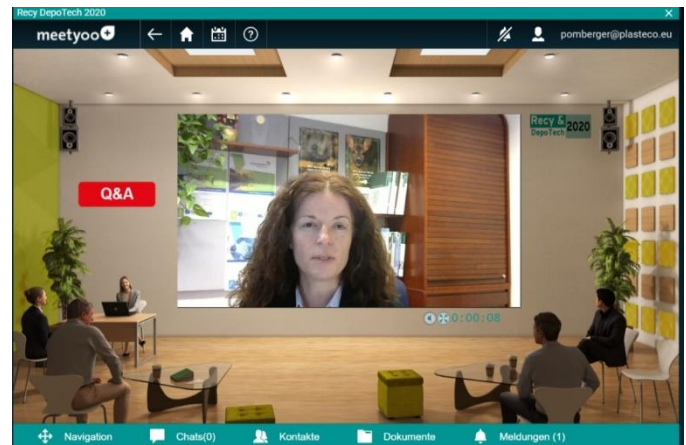 Recy DepoTech 2020
meetyoo
pomberger@plasteco.eu
Recy &
DepoTech
2020
Q&A
0:00:08
Navigation
Chats(0)
Kontakte
Dokumente
Meldungen (1)